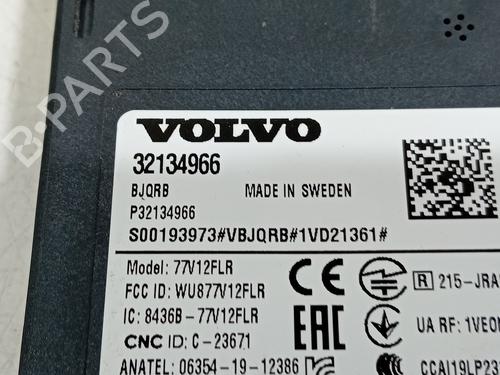 B-PARTS
VOLVO
32134966
BJQRB MADE IN SWEDEN
P32134966
S00193973#VBJQRB#1VD21361#
Model: 77V12FLR
FCC ID: WU877V12FLR
IC: 8436B-77V12FLR
CNC ID: C-23671
ANATEL: 06354-19-12386
CE
EAC
R 215-JRA
UA RF: 1VEON
CCAI19LP23